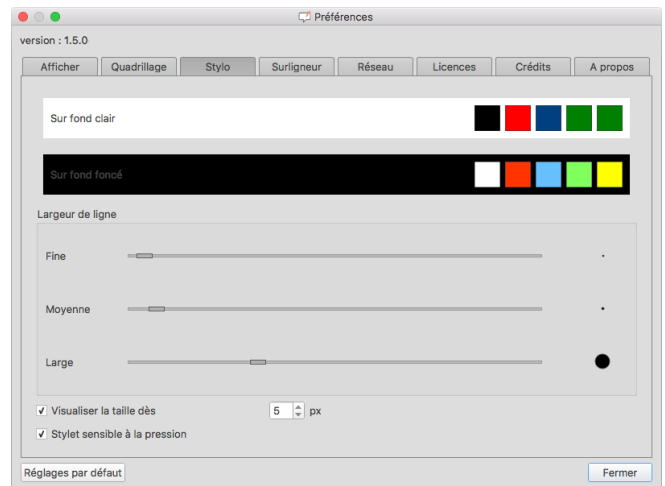 Préférences
version : 1.5.0
Afficher Quadrillage Stylo Surligneur Réseau Licences Crédits A propos
Sur fond clair
Sur fond foncé
Largeur de ligne
Fine
Moyenne
Large
Visualiser la taille dès 5 px
Stylet sensible à la pression
Réglages par défaut Fermer